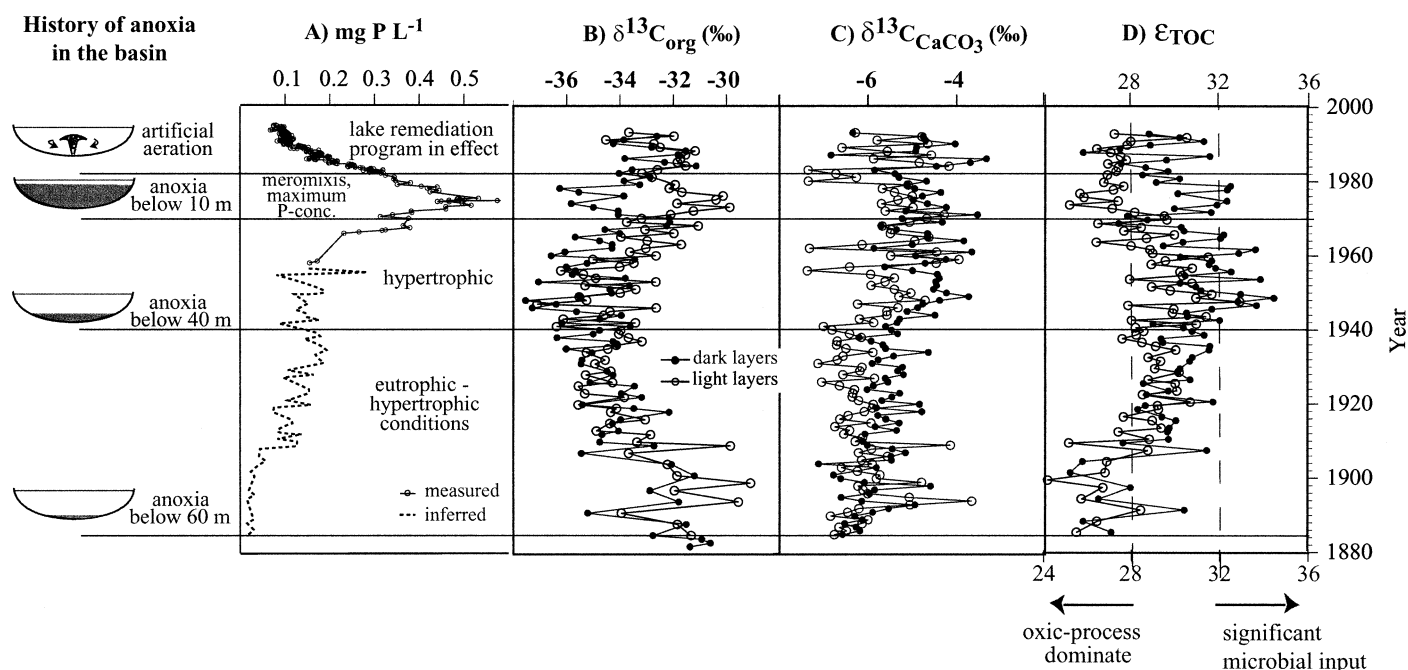 History of anoxia
in the basin
A) mg P L-1
B) δ13Corg (‰)
C) δ13CCaCO3 (‰)
D) ƐTOC
0.1 0.2 0.3 0.4 0.5
-36 -34 -32 -30
-6 -4
28 32 36
artificial
aeration
anoxia
below 10 m
anoxia
below 40 m
anoxia
below 60 m
lake remediation
program in effect
meromixis,
maximum
P-conc.
hypertrophic
eutrophic -
hypertrophic
conditions
measured
inferred
dark layers
light layers
2000
1980
1960
1940
1920
1900
1880
Year
24 28 32 36
oxic-process
dominate
significant
microbial input